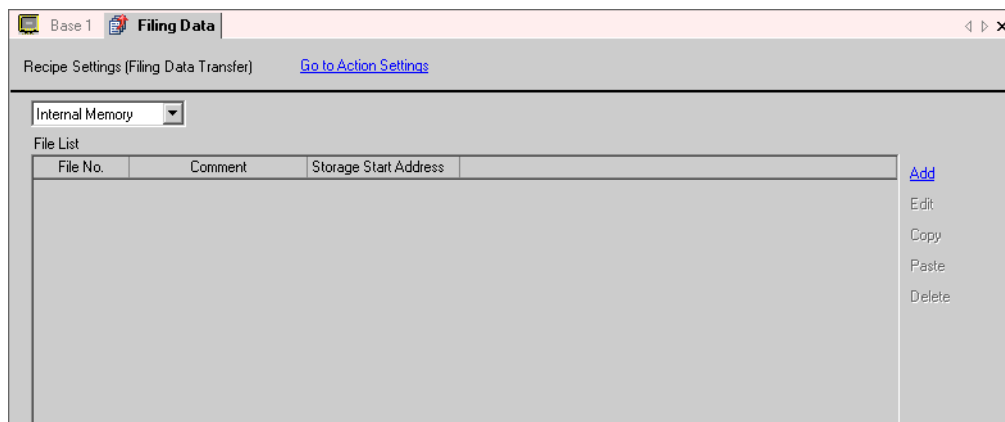 Base 1 Filing Data
Recipe Settings (Filing Data Transfer) Go to Action Settings
Internal Memory
File List
File No. Comment Storage Start Address
Add
Edit
Copy
Paste
Delete